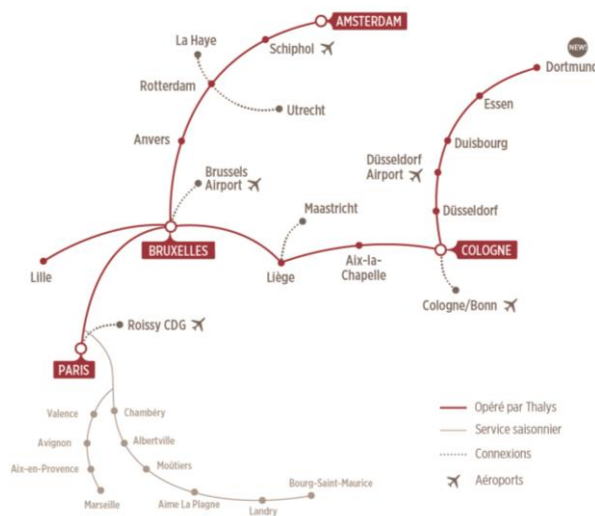 AMSTERDAM
La Haye
Schiphol
NEW!
Dortmund
Rotterdam
Utrecht
Essen
Anvers
Duisbourg
Brussels
Airport
Düsseldorf
Airport
Maastricht
Düsseldorf
BRUXELLES
COLOGNE
Lille
Liège
Aix-la-
Chapelle
Cologne/Bonn
Roissy CDG
PARIS
Valence
Chambéry
Opéré par Thalys
Service saisonnier
Avignon
Albertville
Connexions
Aix-en-Provence
Moûtiers
Aéroports
Marseille
Aime La Plagne
Bourg-Saint-Maurice
Landry